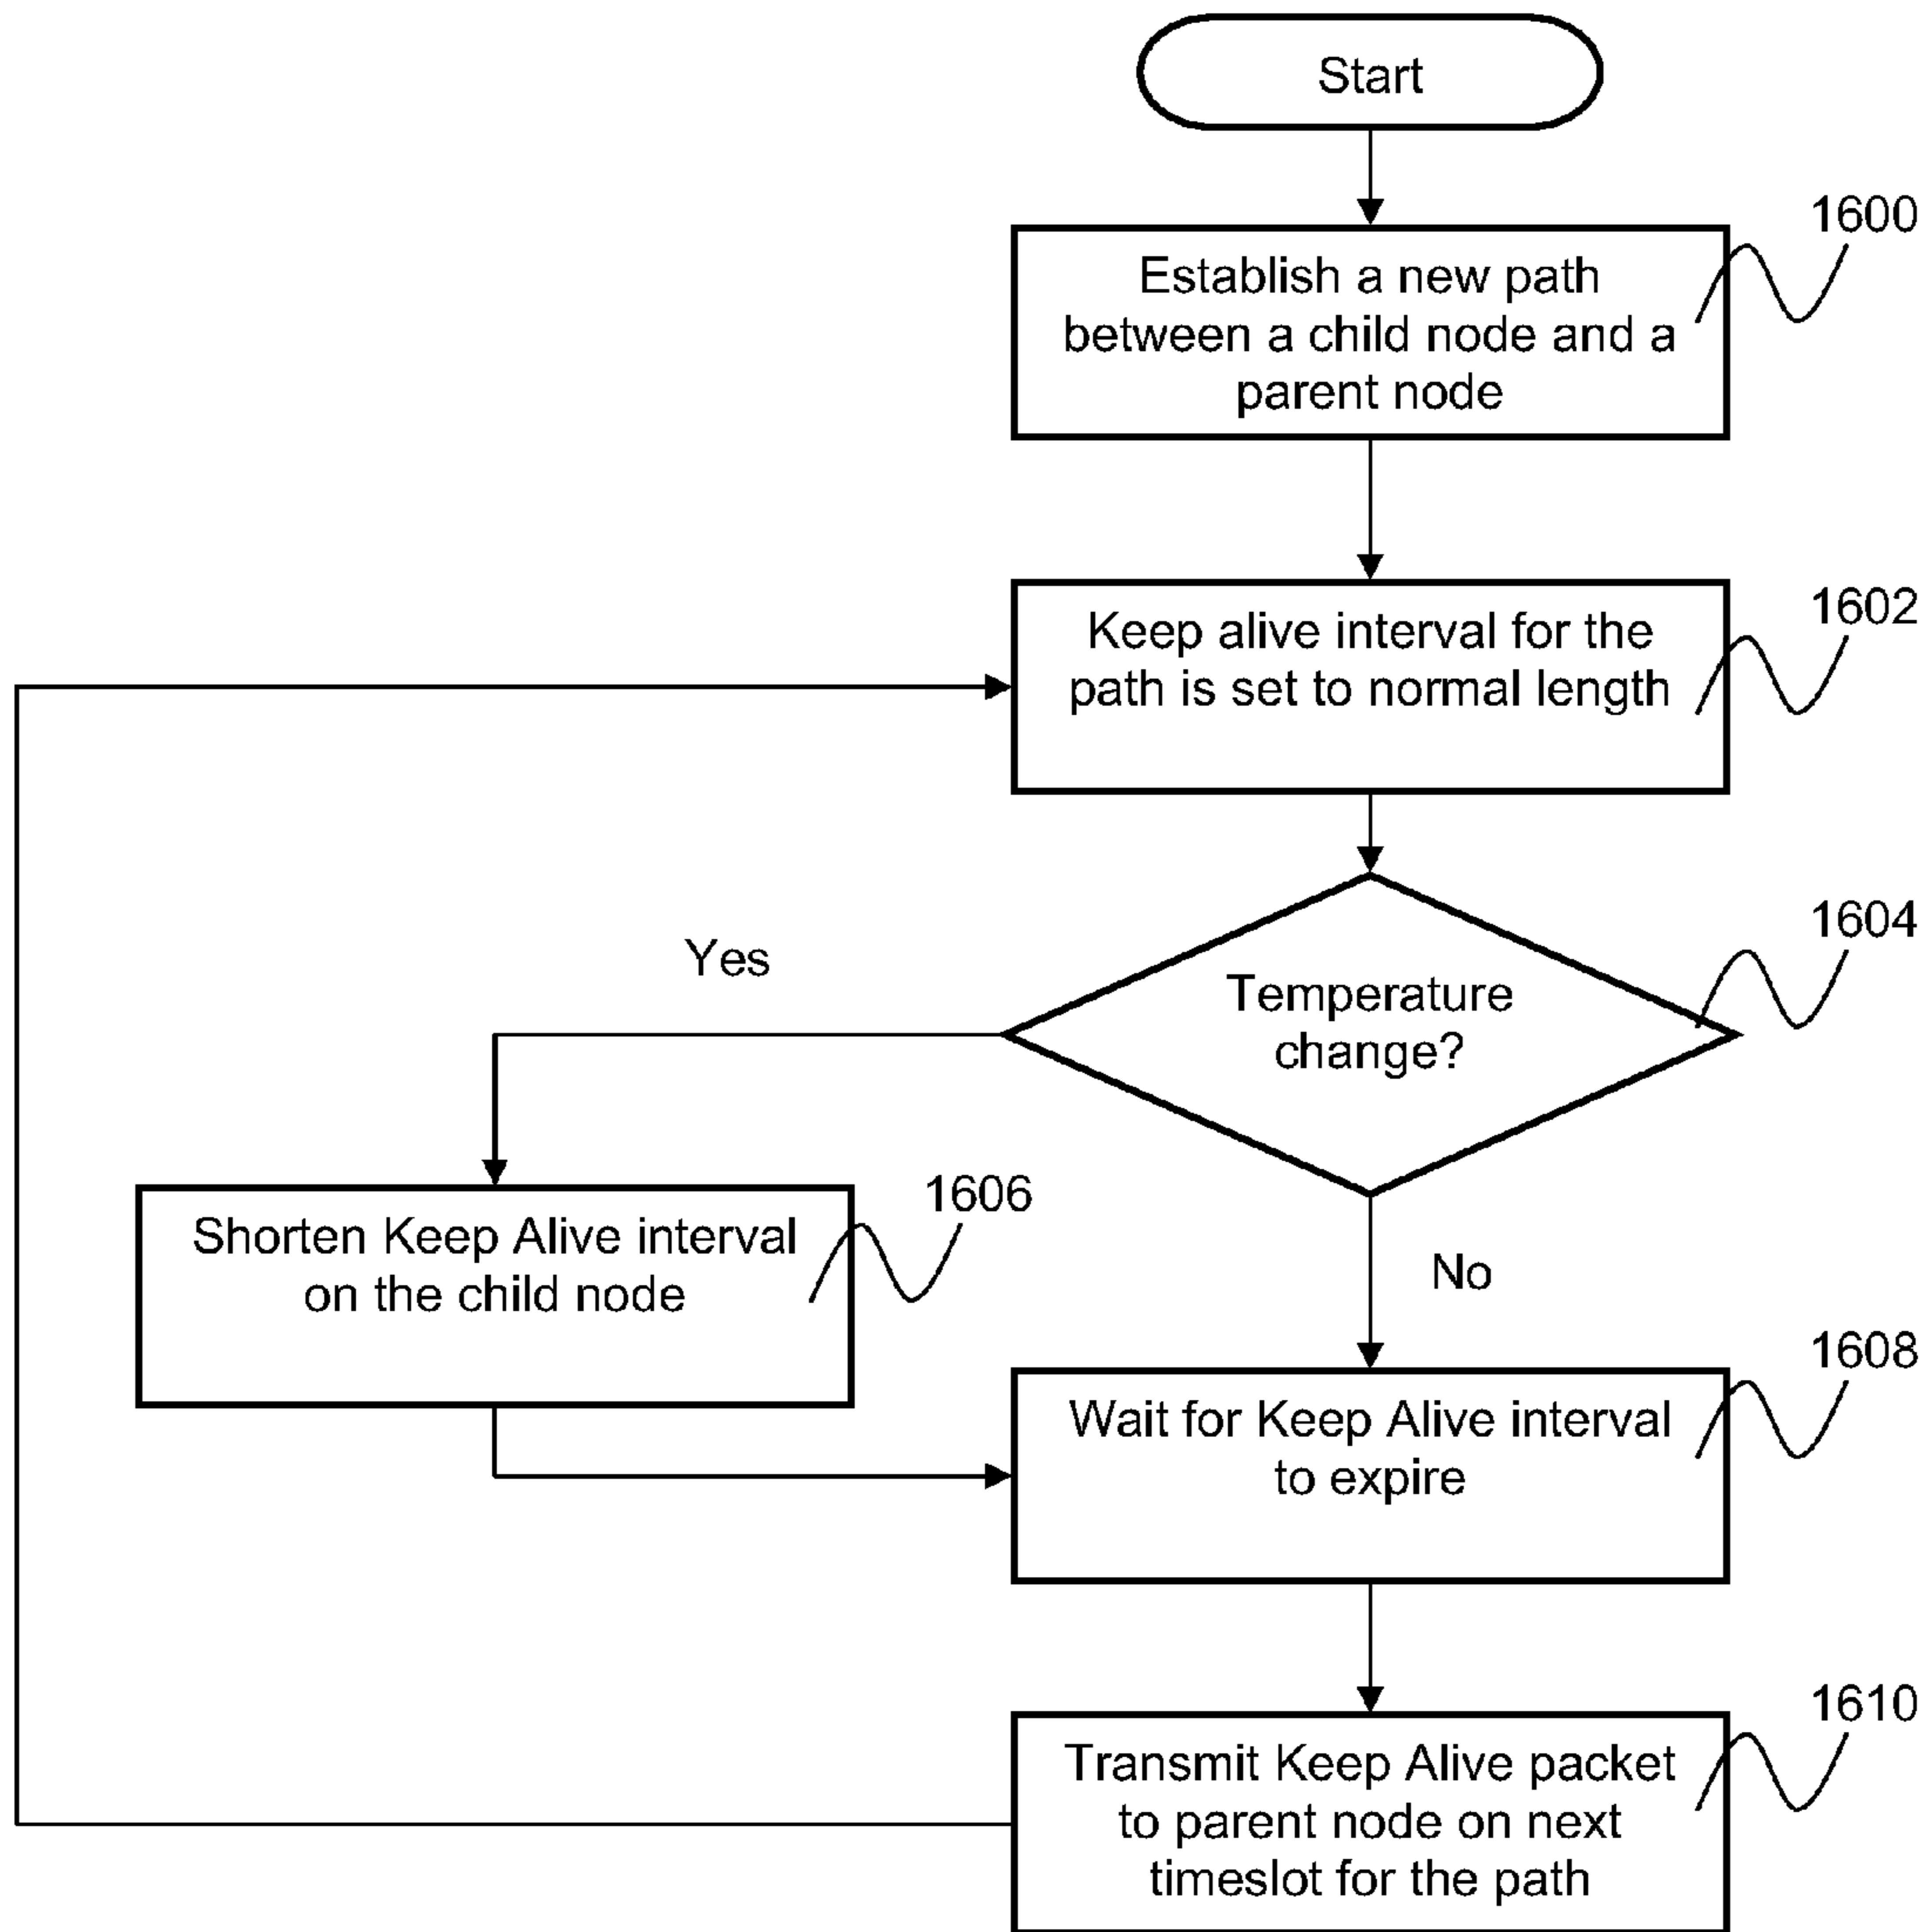 Start
1600
Establish a new path
between a child node and a
parent node
1602
Keep alive interval for the
path is set to normal length
1604
Yes
Temperature
change?
1606
Shorten Keep Alive interval
on the child node
No
1608
Wait for Keep Alive interval
to expire
1610
Transmit Keep Alive packet
to parent node on next
timeslot for the path